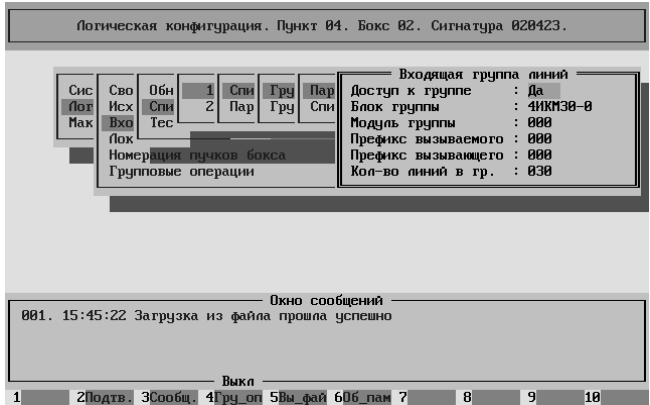 Логическая конфигурация. Пункт 04. Бокс 02. Сигнатура 020423.
Входящая группа линий
Сис Сво Обн 1 Спи Гру Пар Доступ к группе : Да
Лог Исх Спи 2 Пар Гру Спи Блок группы : 4ИКМ30-0
Мак Вхо Тес Модуль группы : 000
Лок Префикс вызываемого : 000
Номерация пучков бокса Префикс вызывающего : 000
Групповые операции Кол-во линий в гр. : 030
Окно сообщений
001. 15:45:22 Загрузка из файла прошла успешно
Выкл
1 2Подтв. 3Сообщ. 4Гру_оп 5Вы_фай 6Об_пам 7 8 9 10